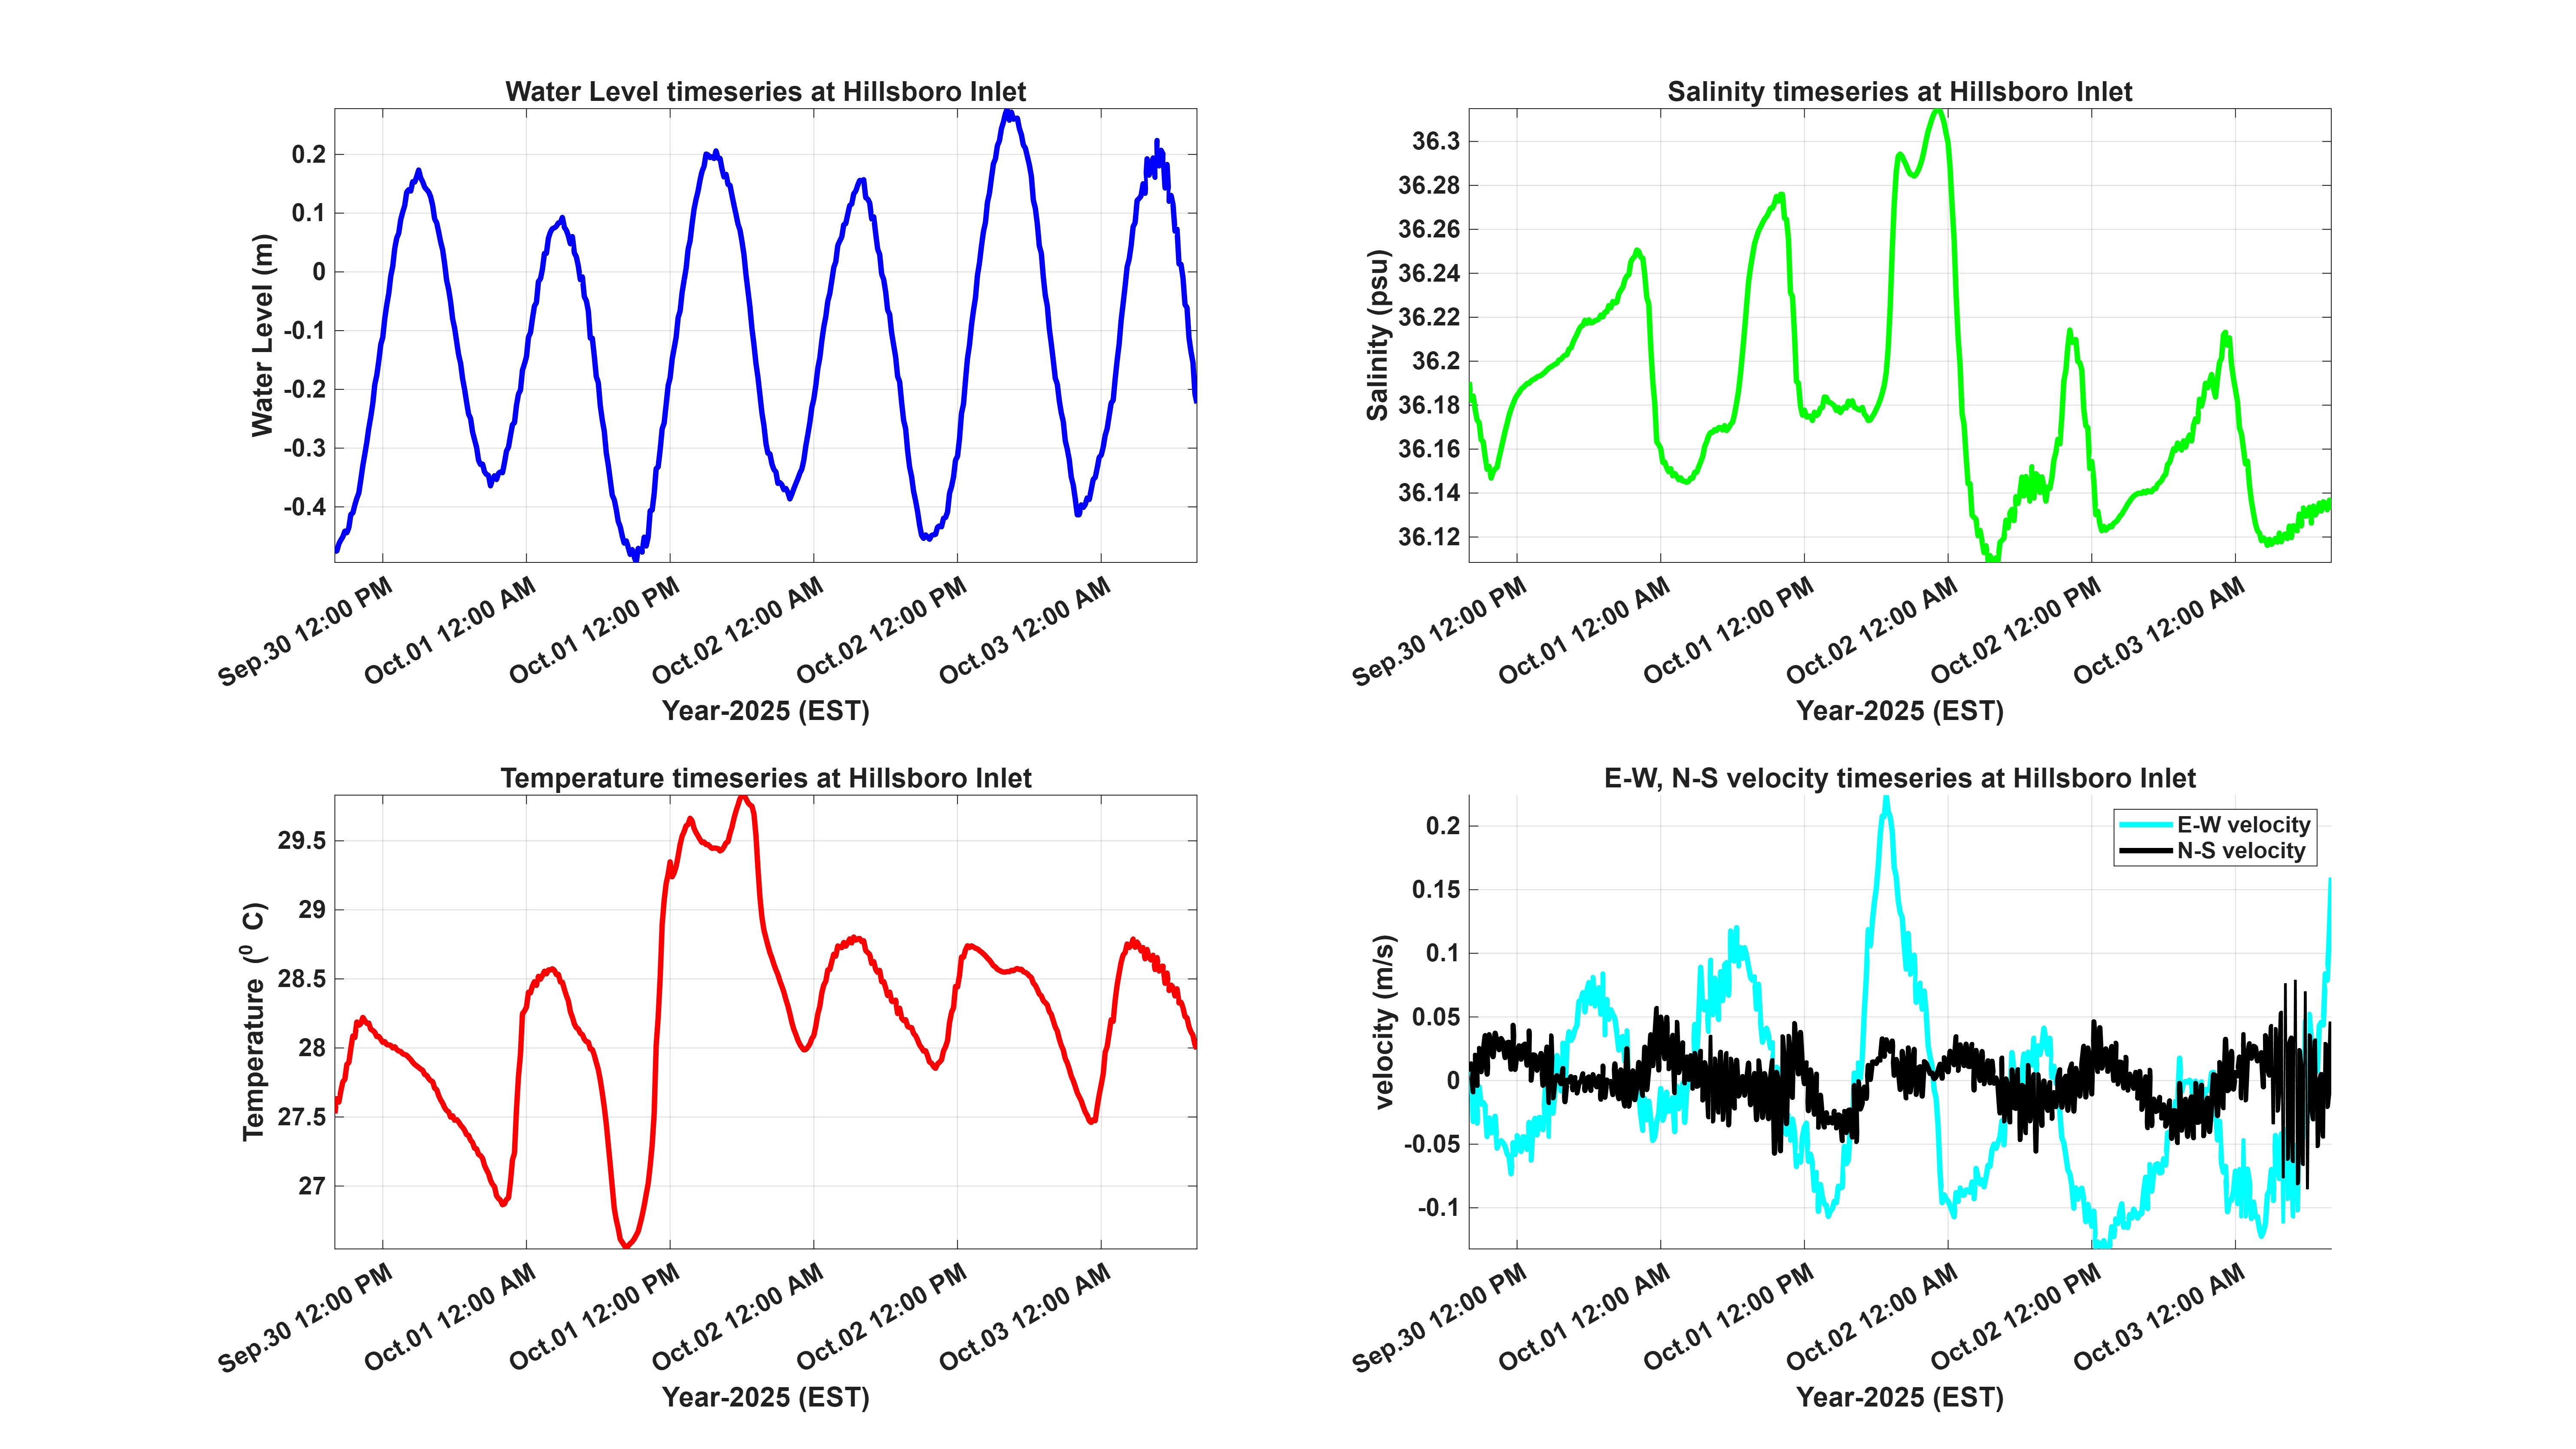 Water Level timeseries at Hillsboro Inlet
Water Level (m)
0.2
0.1
0
-0.1
-0.2
-0.3
-0.4
Sep.30 12:00 PM
Oct.01 12:00 AM
Oct.01 12:00 PM
Oct.02 12:00 AM
Oct.02 12:00 PM
Oct.03 12:00 AM
Year-2025 (EST)
Salinity timeseries at Hillsboro Inlet
Salinity (psu)
36.3
36.28
36.26
36.24
36.22
36.2
36.18
36.16
36.14
36.12
Sep.30 12:00 PM
Oct.01 12:00 AM
Oct.01 12:00 PM
Oct.02 12:00 AM
Oct.02 12:00 PM
Oct.03 12:00 AM
Year-2025 (EST)
Temperature timeseries at Hillsboro Inlet
Temperature (⁰ C)
29.5
29
28.5
28
27.5
27
Sep.30 12:00 PM
Oct.01 12:00 AM
Oct.01 12:00 PM
Oct.02 12:00 AM
Oct.02 12:00 PM
Oct.03 12:00 AM
Year-2025 (EST)
E-W, N-S velocity timeseries at Hillsboro Inlet
velocity (m/s)
0.2
0.15
0.1
0.05
0
-0.05
-0.1
E-W velocity
N-S velocity
Sep.30 12:00 PM
Oct.01 12:00 AM
Oct.01 12:00 PM
Oct.02 12:00 AM
Oct.02 12:00 PM
Oct.03 12:00 AM
Year-2025 (EST)